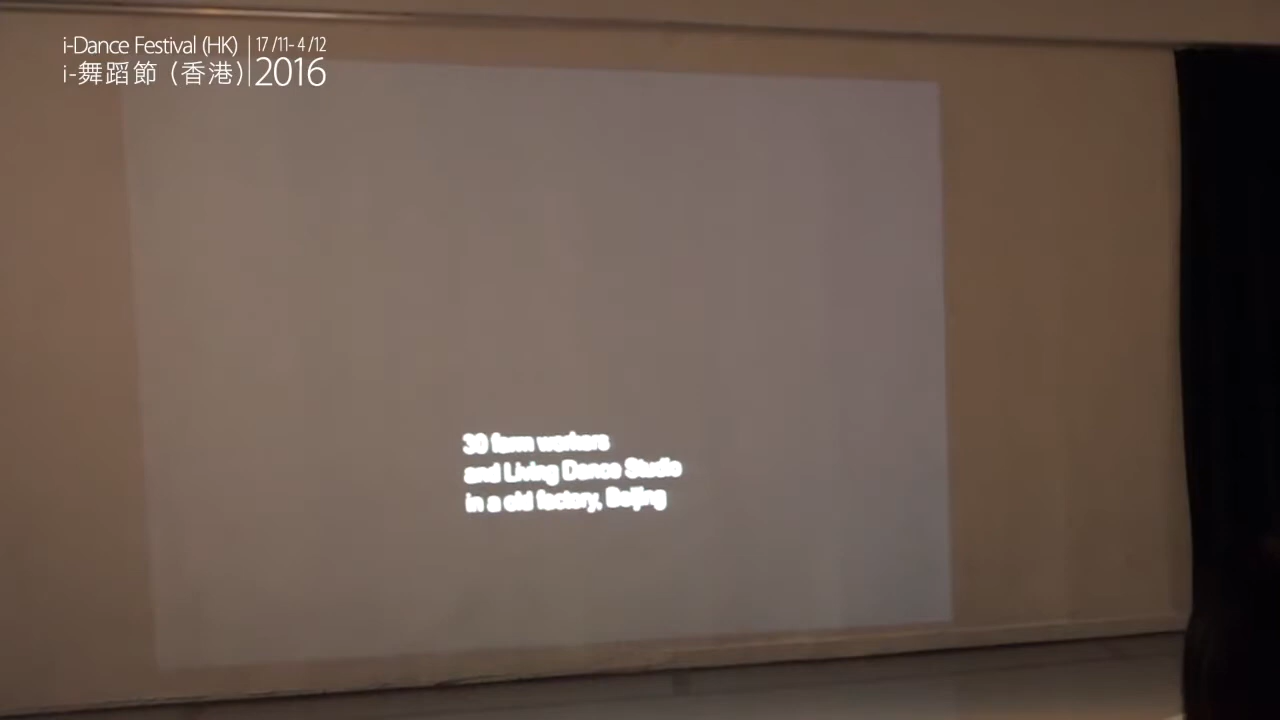 i-Dance Festival (HK)
i-舞蹈節 (香港)
17/11-4/12
2016
30 farm workers
and Living Dance Studio
in a old factory, Beijing